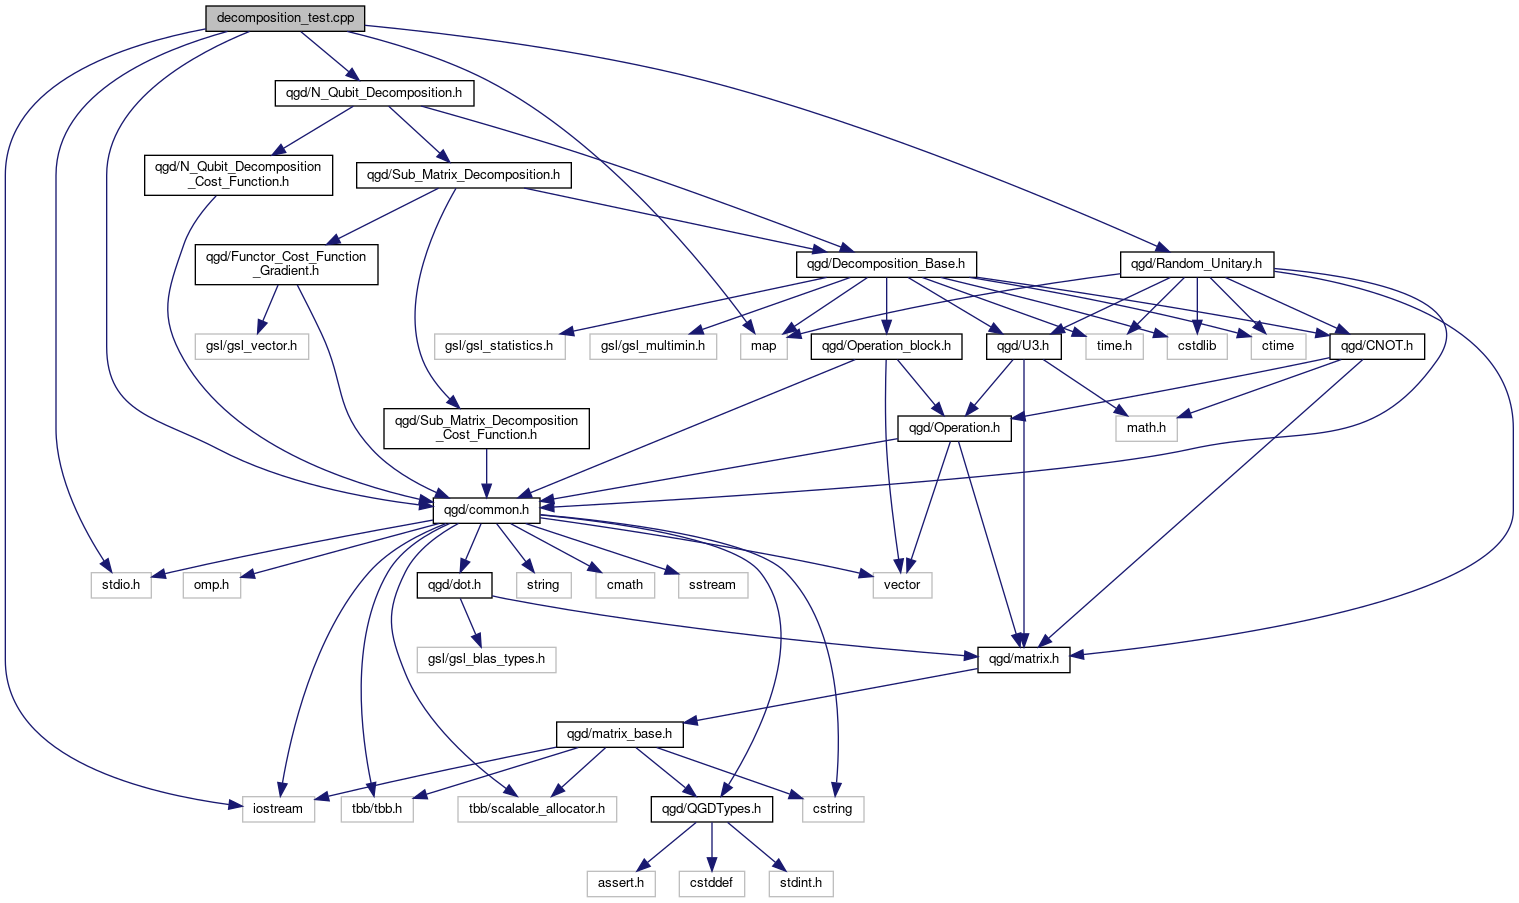 decomposition_test.cpp
qgd/N_Qubit_Decomposition.h
qgd/N_Qubit_Decomposition
_Cost_Function.h
qgd/Sub_Matrix_Decomposition.h
qgd/Functor_Cost_Function
_Gradient.h
qgd/Decomposition_Base.h
qgd/Random_Unitary.h
gsl/gsl_vector.h
gsl/gsl_statistics.h
gsl/gsl_multimin.h
map
qgd/Operation_block.h
qgd/U3.h
time.h
cstdlib
ctime
qgd/CNOT.h
qgd/Sub_Matrix_Decomposition
_Cost_Function.h
qgd/Operation.h
math.h
qgd/common.h
stdio.h
omp.h
qgd/dot.h
string
cmath
sstream
vector
gsl/gsl_blas_types.h
qgd/matrix.h
qgd/matrix_base.h
iostream
tbb/tbb.h
tbb/scalable_allocator.h
qgd/QGDTypes.h
cstring
assert.h
cstddef
stdint.h